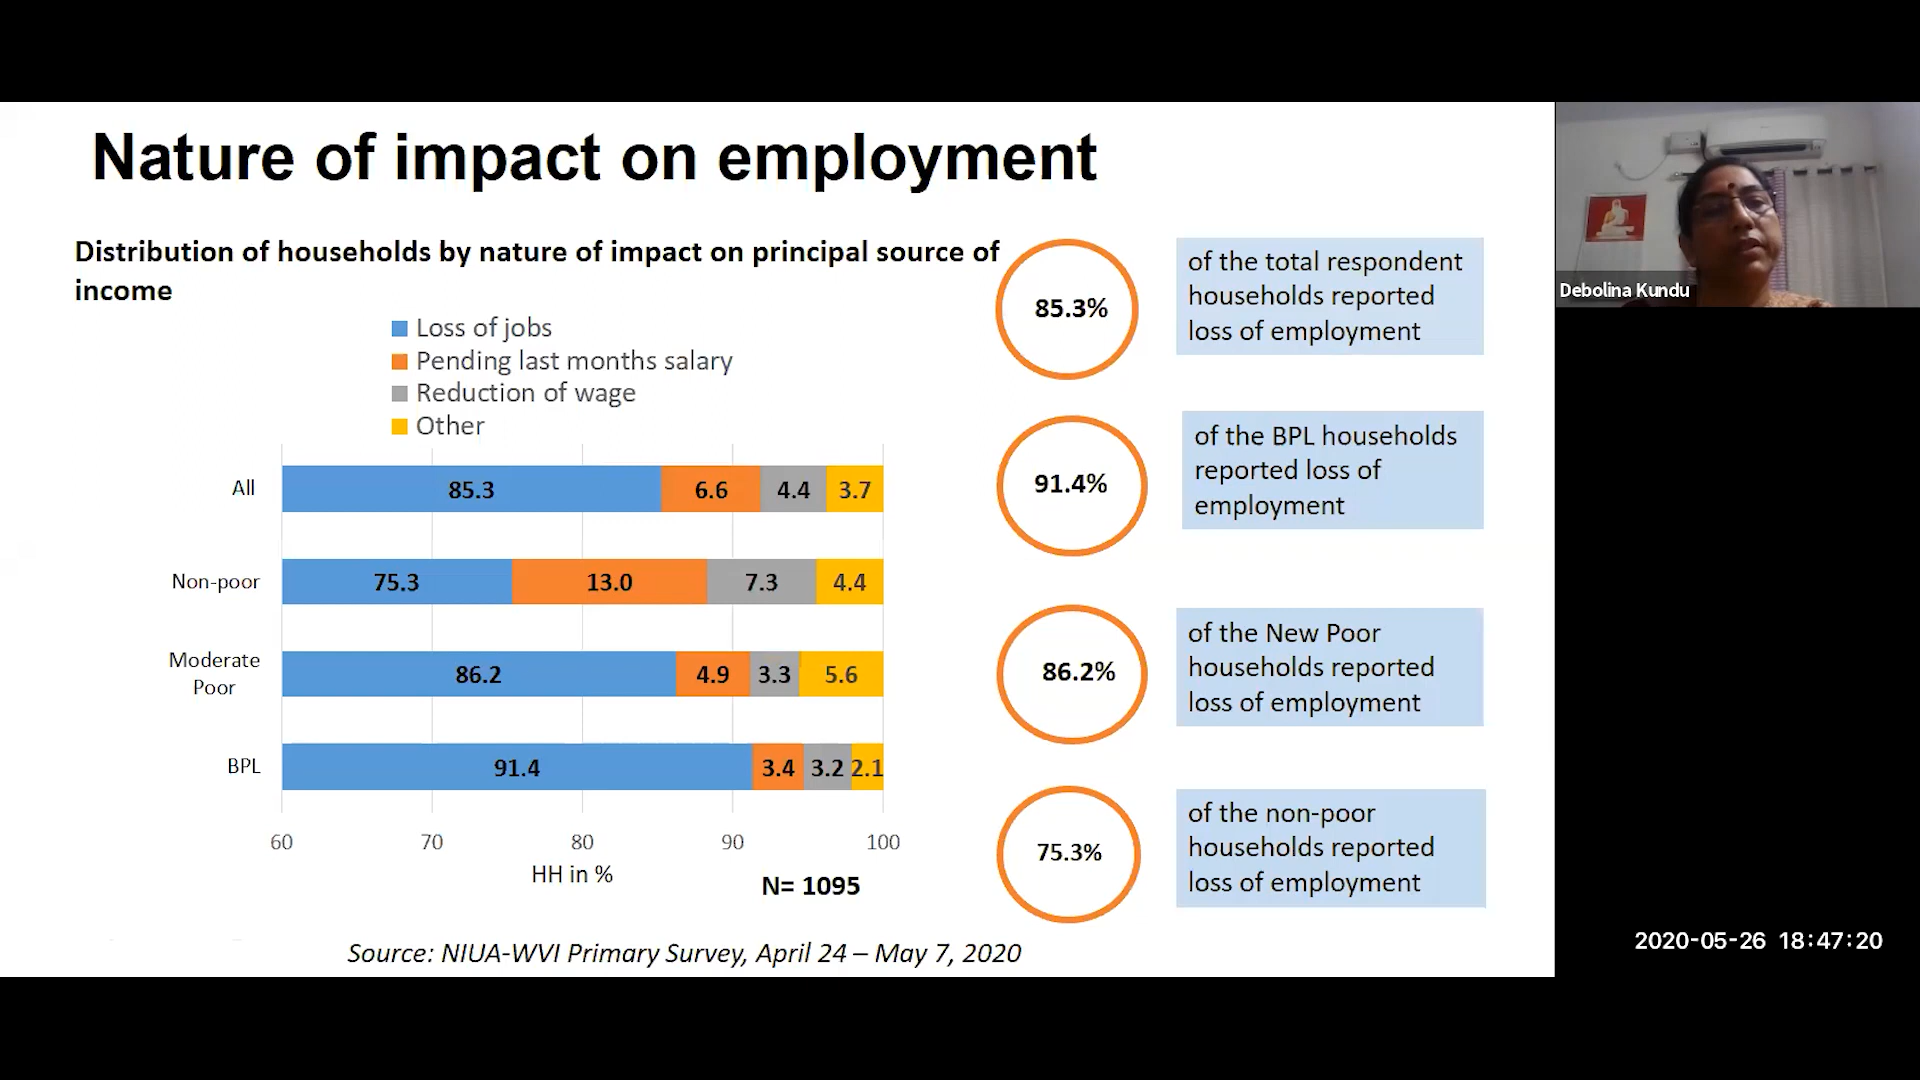 Nature of impact on employment
Distribution of households by nature of impact on principal source of
income
Loss of jobs
Pending last months salary
Reduction of wage
Other
All
85.3
6.6
4.4
3.7
Non-poor
75.3
13.0
7.3
4.4
Moderate
Poor
86.2
4.9
3.3
5.6
BPL
91.4
3.4
3.2
2.1
60
70
80
90
100
HH in %
N= 1095
85.3%
of the total respondent
households reported
loss of employment
91.4%
of the BPL households
reported loss of
employment
86.2%
of the New Poor
households reported
loss of employment
75.3%
of the non-poor
households reported
loss of employment
Source: NIUA-WVI Primary Survey, April 24 – May 7, 2020
Debolina Kundu
2020-05-26 18:47:20